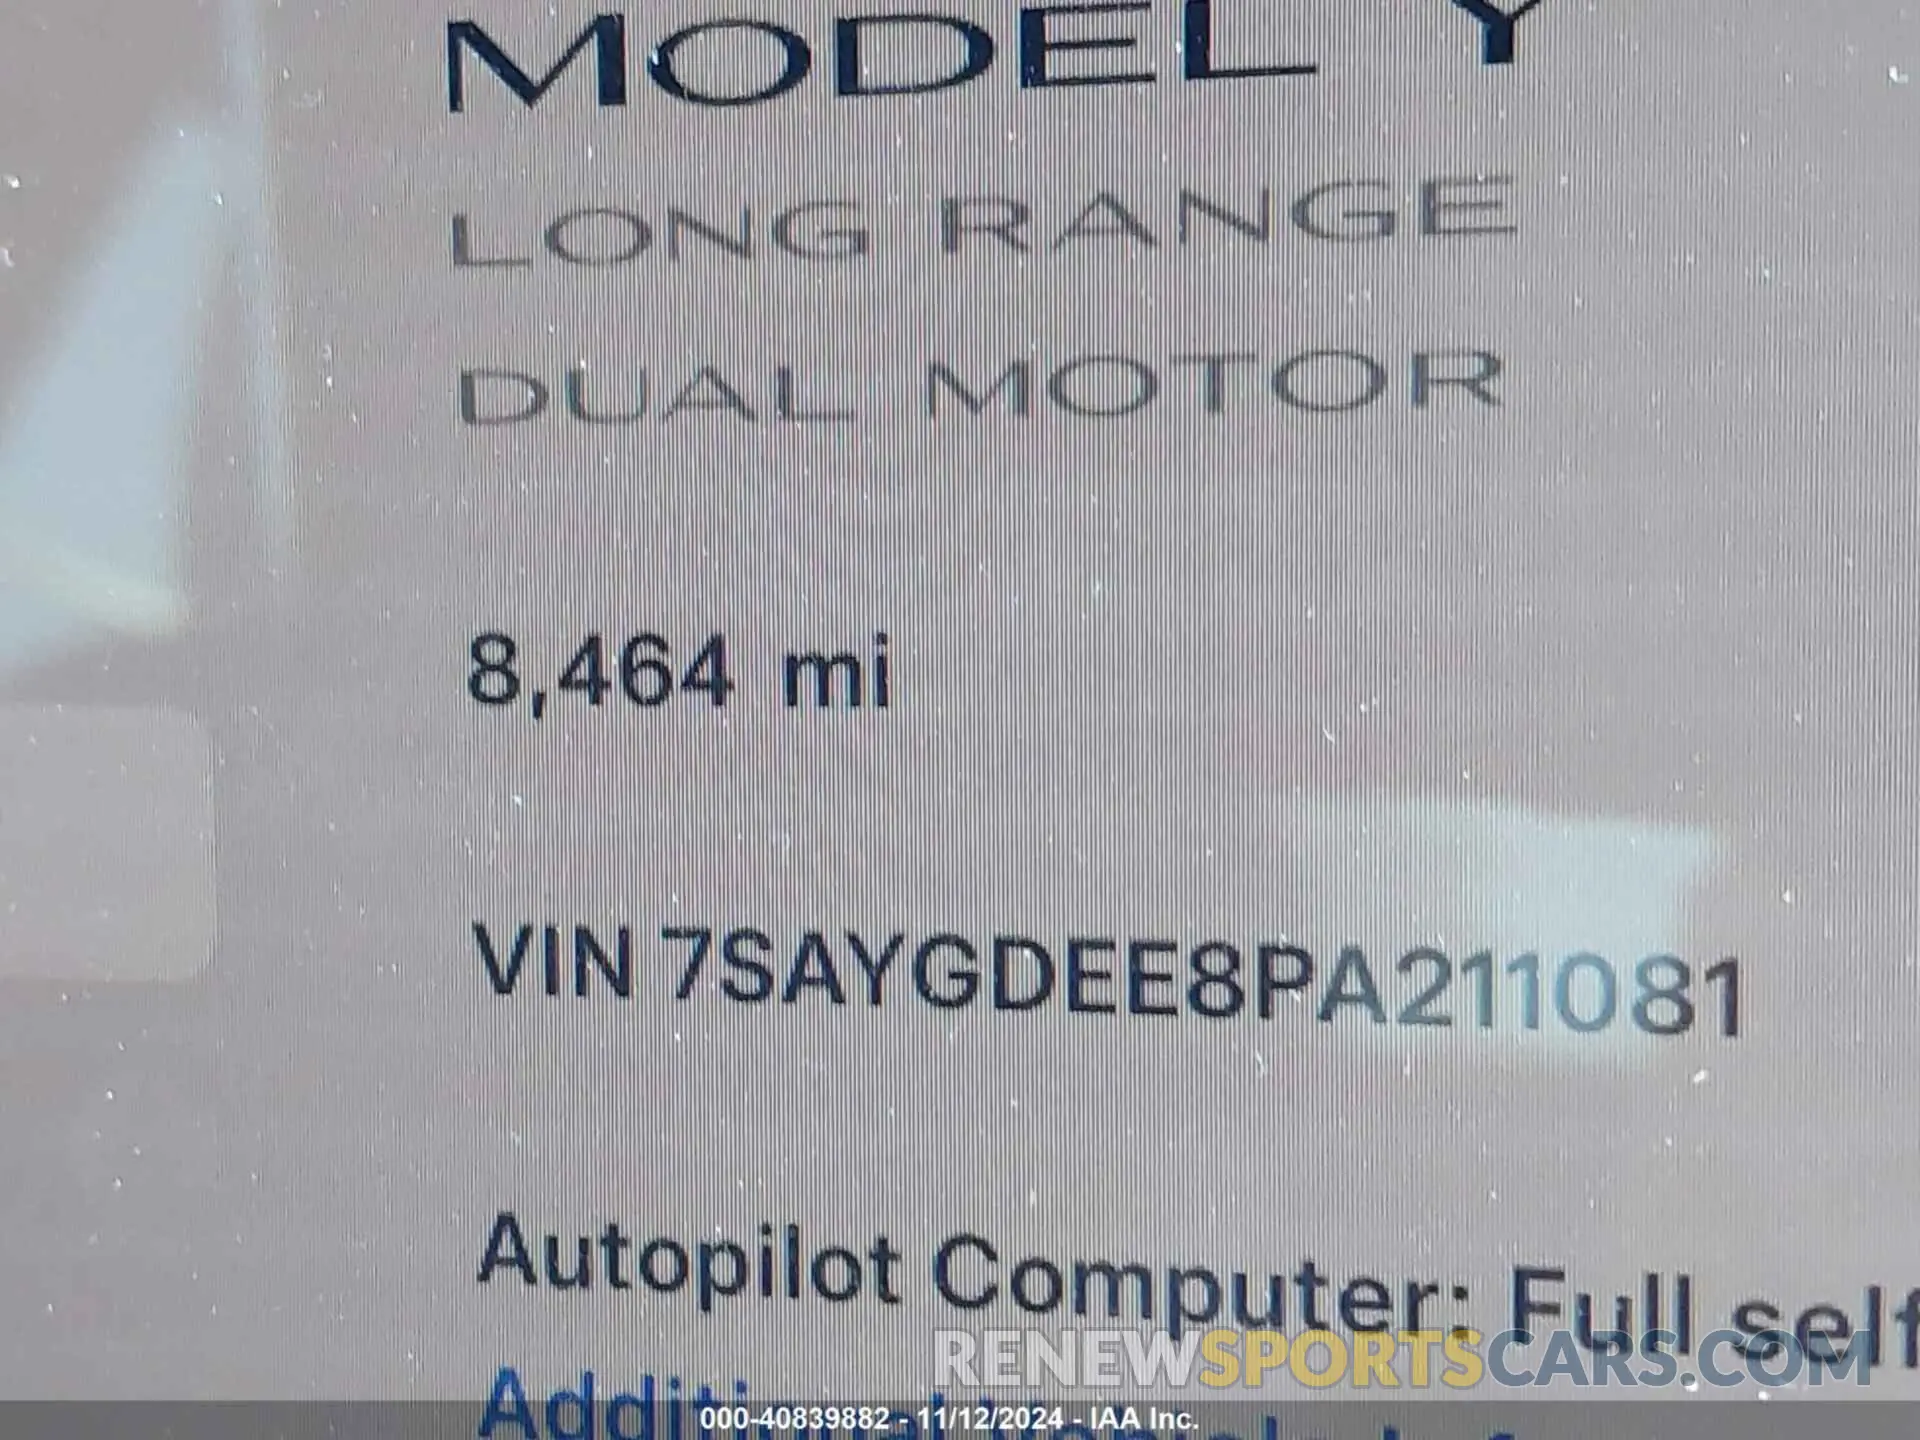 MODEL Y
LONG RANGE
DUAL MOTOR
8,464 mi
VIN 7SAYGDEE8PA211081
Autopilot Computer: Full self
RENEWSPORTSCARS.COM
000-40839882 - 11/12/2024 - IAA Inc.